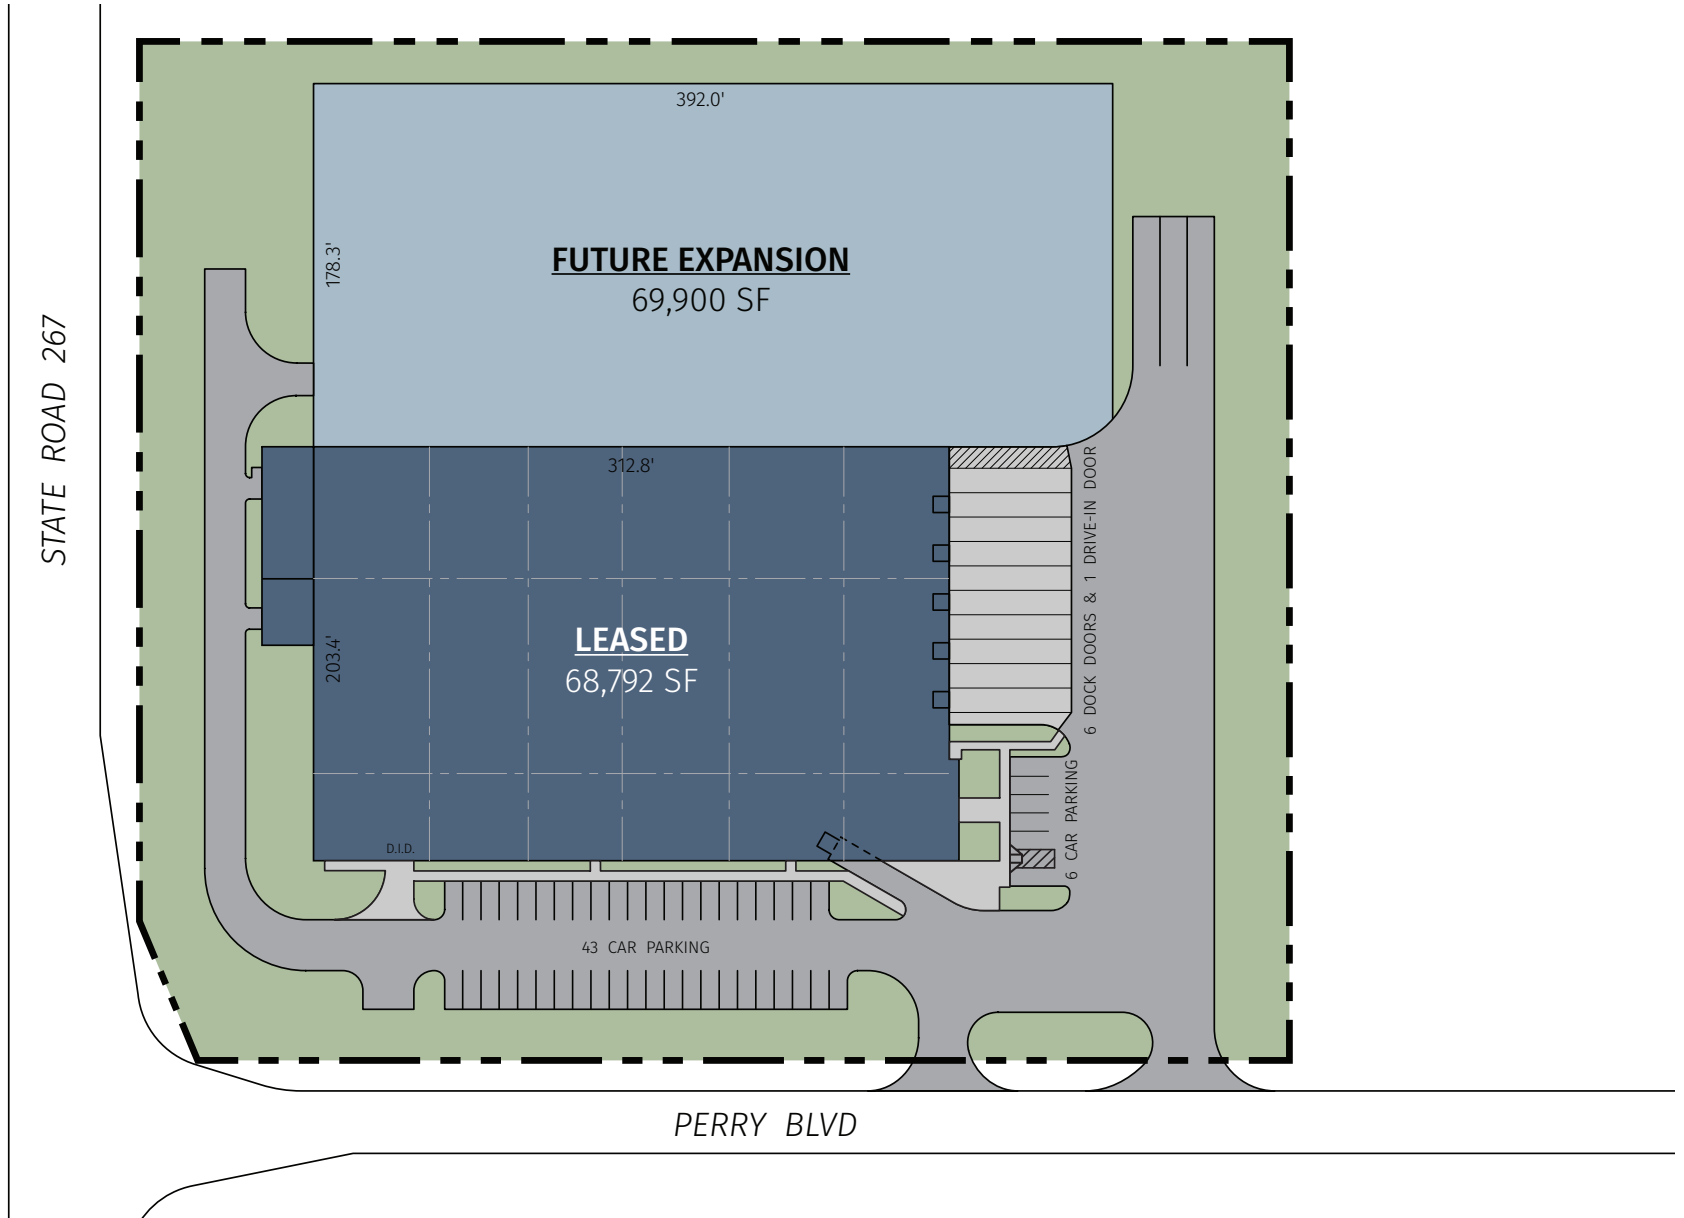 392.0'
178.3'
FUTURE EXPANSION
69,900 SF
STATE ROAD 267
312.8'
203.4'
LEASED
68,792 SF
6 DOCK DOORS & 1 DRIVE-IN DOOR
6 CAR PARKING
D.I.D.
43 CAR PARKING
PERRY BLVD